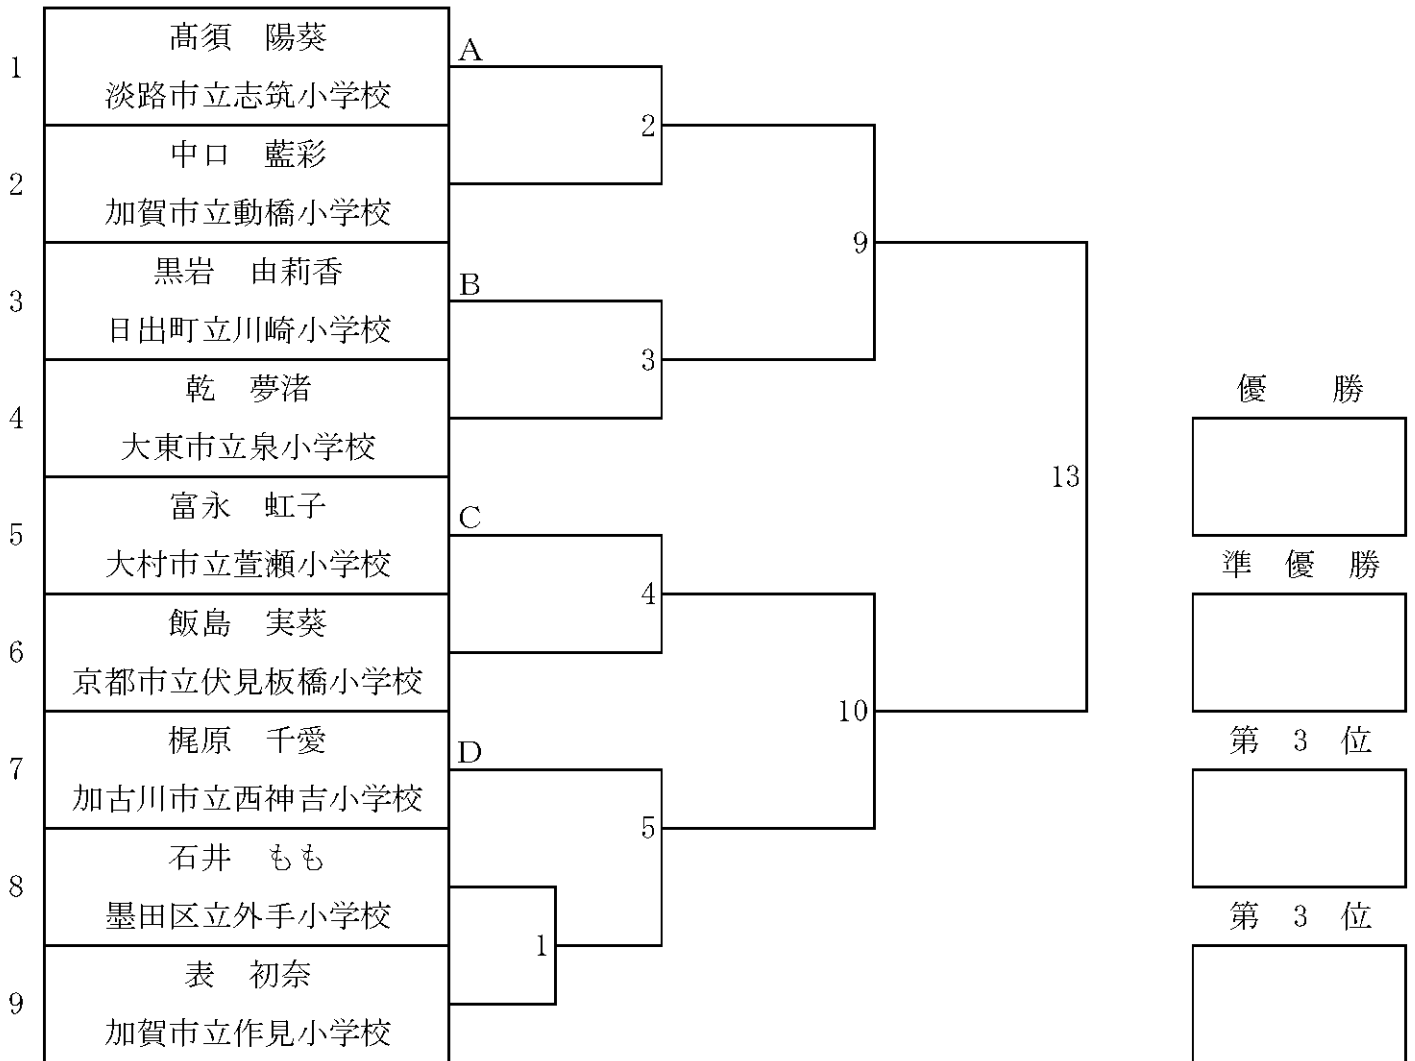 1
髙須　陽葵
淡路市立志筑小学校
A
2
中口　藍彩
加賀市立動橋小学校
2
3
黒岩　由莉香
日出町立川崎小学校
B
4
乾　夢渚
大東市立泉小学校
3
9
5
富永　虹子
大村市立萱瀬小学校
C
6
飯島　実葵
京都市立伏見板橋小学校
4
7
梶原　千愛
加古川市立西神吉小学校
D
8
石井　もも
墨田区立外手小学校
9
表　初奈
加賀市立作見小学校
1
5
10
13
優　勝
準　優　勝
第　3　位
第　3　位